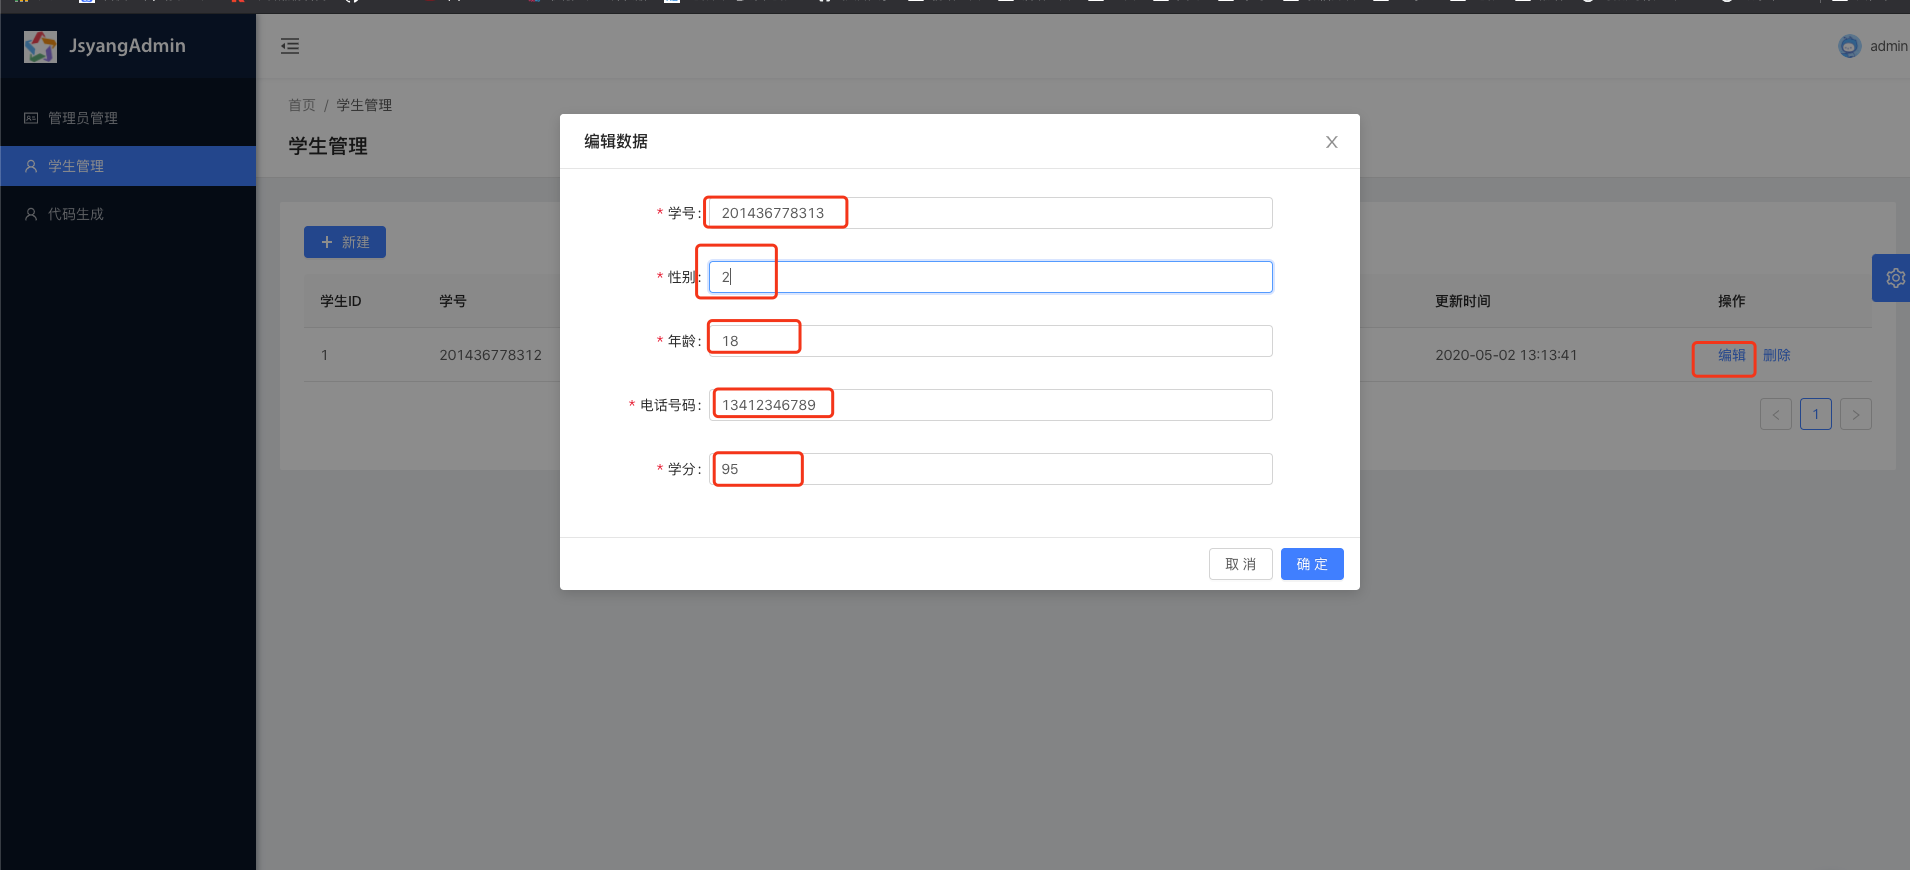 JsyangAdmin
admin
管理员管理
学生管理
代码生成
首页 / 学生管理
学生管理
+ 新建
学生ID 学号 更新时间 操作
1 201436778312 2020-05-02 13:13:41 编辑 删除
< 1 >
编辑数据
* 学号: 201436778313
* 性别: 2
* 年龄: 18
* 电话号码: 13412346789
* 学分: 95
取 消 确 定